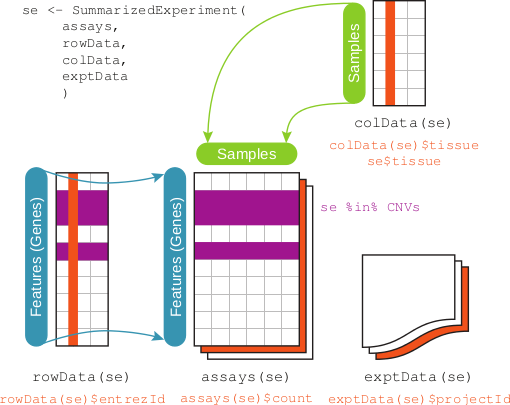 se <- SummarizedExperiment(
assays,
rowData,
colData,
exptData
)
Samples
colData(se)
colData(se)$tissue
se$tissue
Samples
Features (Genes)
Features (Genes)
se %in% CNVs
rowData(se)
assays(se)
exptData(se)
rowData(se)$entrezId
assays(se)$count
exptData(se)$projectId